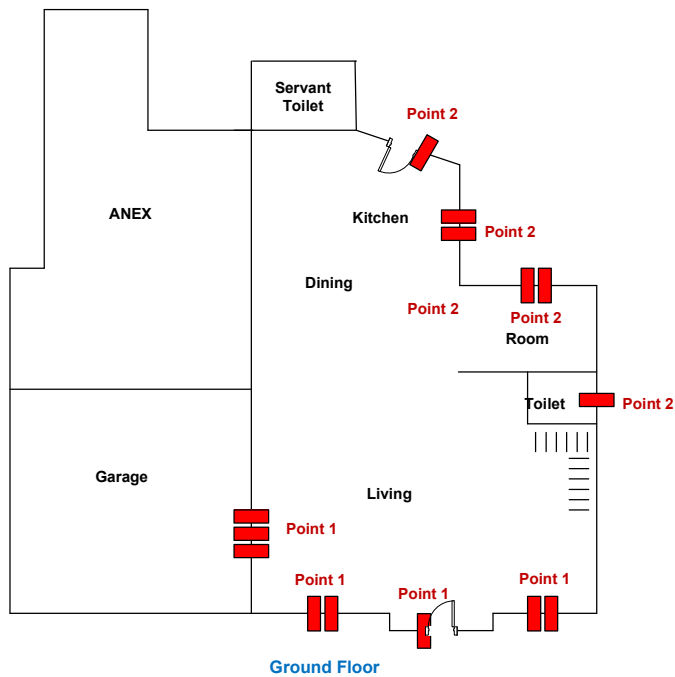 Servant
Toilet
Point 2
ANEX
Kitchen
Point 2
Dining
Point 2
Point 2
Room
Toilet
Point 2
Garage
Living
Point 1
Point 1
Point 1
Point 1
Ground Floor